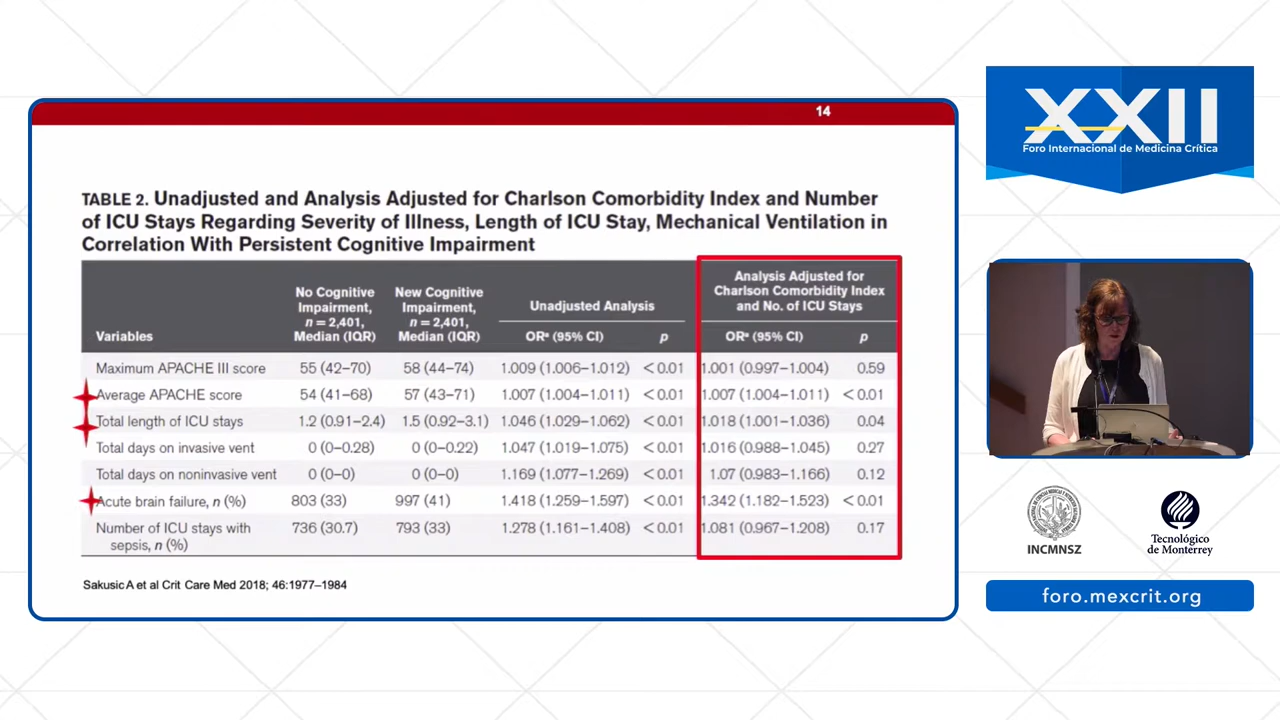 14
TABLE 2. Unadjusted and Analysis Adjusted for Charlson Comorbidity Index and Number
of ICU Stays Regarding Severity of Illness, Length of ICU Stay, Mechanical Ventilation in
Correlation With Persistent Cognitive Impairment
Variables
No Cognitive
Impairment,
n = 2,401,
Median (IQR)
New Cognitive
Impairment,
n = 2,401,
Median (IQR)
Unadjusted Analysis
ORª (95% CI) p
Analysis Adjusted for
Charlson Comorbidity Index
and No. of ICU Stays
ORª (95% CI) p
Maximum APACHE III score 55 (42–70) 58 (44–74) 1.009 (1.006–1.012) < 0.01 1.001 (0.997–1.004) 0.59
Average APACHE score 54 (41–68) 57 (43–71) 1.007 (1.004–1.011) < 0.01 1.007 (1.004–1.011) < 0.01
Total length of ICU stays 1.2 (0.91–2.4) 1.5 (0.92–3.1) 1.046 (1.029–1.062) < 0.01 1.018 (1.001–1.036) 0.04
Total days on invasive vent 0 (0–0.28) 0 (0–0.22) 1.047 (1.019–1.075) < 0.01 1.016 (0.988–1.045) 0.27
Total days on noninvasive vent 0 (0–0) 0 (0–0) 1.169 (1.077–1.269) < 0.01 1.07 (0.983–1.166) 0.12
Acute brain failure, n (%) 803 (33) 997 (41) 1.418 (1.259–1.597) < 0.01 1.342 (1.182–1.523) < 0.01
Number of ICU stays with 736 (30.7) 793 (33) 1.278 (1.161–1.408) < 0.01 1.081 (0.967–1.208) 0.17
sepsis, n (%)
Sakusic A et al Crit Care Med 2018; 46:1977–1984
XXII
Foro Internacional de Medicina Crítica
INCMNSZ
Tecnológico
de Monterrey
foro.mexcrit.org